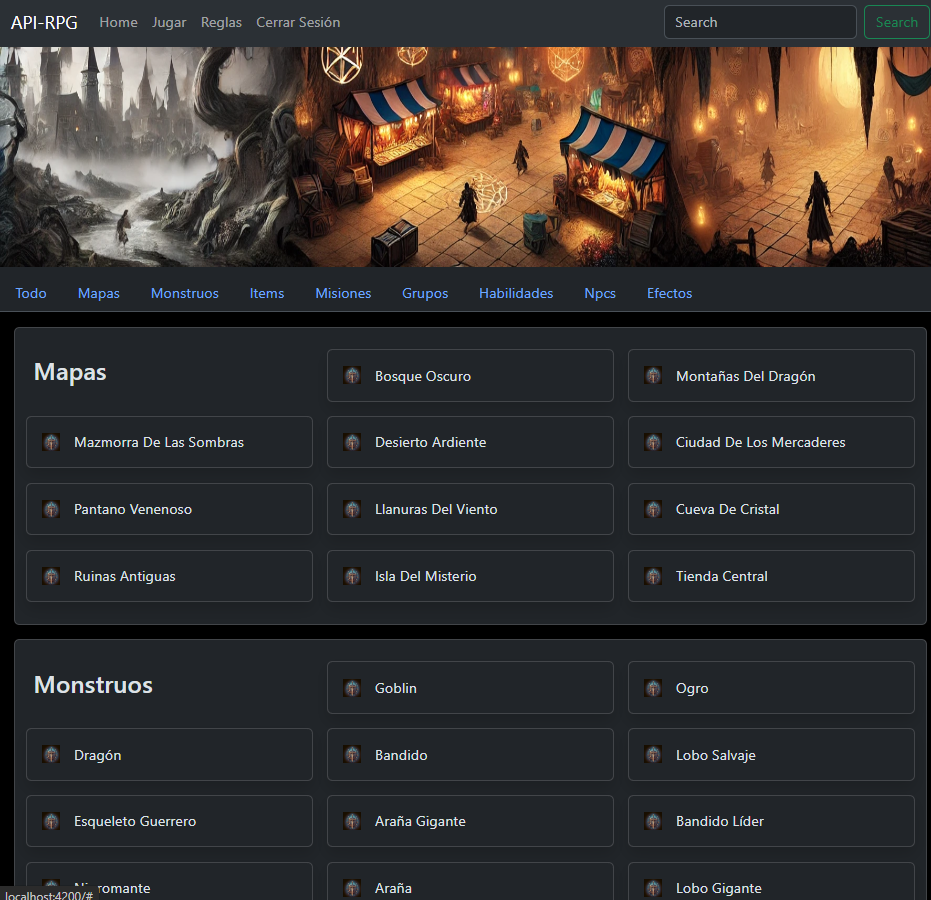 API-RPG Home Jugar Reglas Cerrar Sesión Search Search
Todo Mapas Monstruos Items Misiones Grupos Habilidades Npcs Efectos
Mapas Bosque Oscuro Montañas Del Dragón
Mazmorra De Las Sombras Desierto Ardiente Ciudad De Los Mercaderes
Pantano Venenoso Llanuras Del Viento Cueva De Cristal
Ruinas Antiguas Isla Del Misterio Tienda Central
Monstruos Goblin Ogro
Dragón Bandido Lobo Salvaje
Esqueleto Guerrero Araña Gigante Bandido Líder
Araña Lobo Gigante
localhost:4200/#